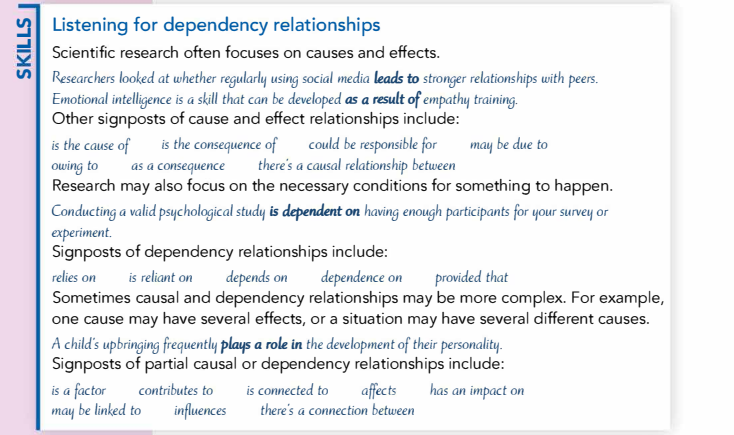 SKILLS
Listening for dependency relationships
Scientific research often focuses on causes and effects.
Researchers looked at whether regularly using social media leads to stronger relationships with peers.
Emotional intelligence is a skill that can be developed as a result of empathy training.
Other signposts of cause and effect relationships include:
is the cause of is the consequence of could be responsible for may be due to
owing to as a consequence there's a causal relationship between
Research may also focus on the necessary conditions for something to happen.
Conducting a valid psychological study is dependent on having enough participants for your survey or
experiment.
Signposts of dependency relationships include:
relies on is reliant on depends on dependence on provided that
Sometimes causal and dependency relationships may be more complex. For example,
one cause may have several effects, or a situation may have several different causes.
A child's upbringing frequently plays a role in the development of their personality.
Signposts of partial causal or dependency relationships include:
is a factor contributes to is connected to affects has an impact on
may be linked to influences there's a connection between